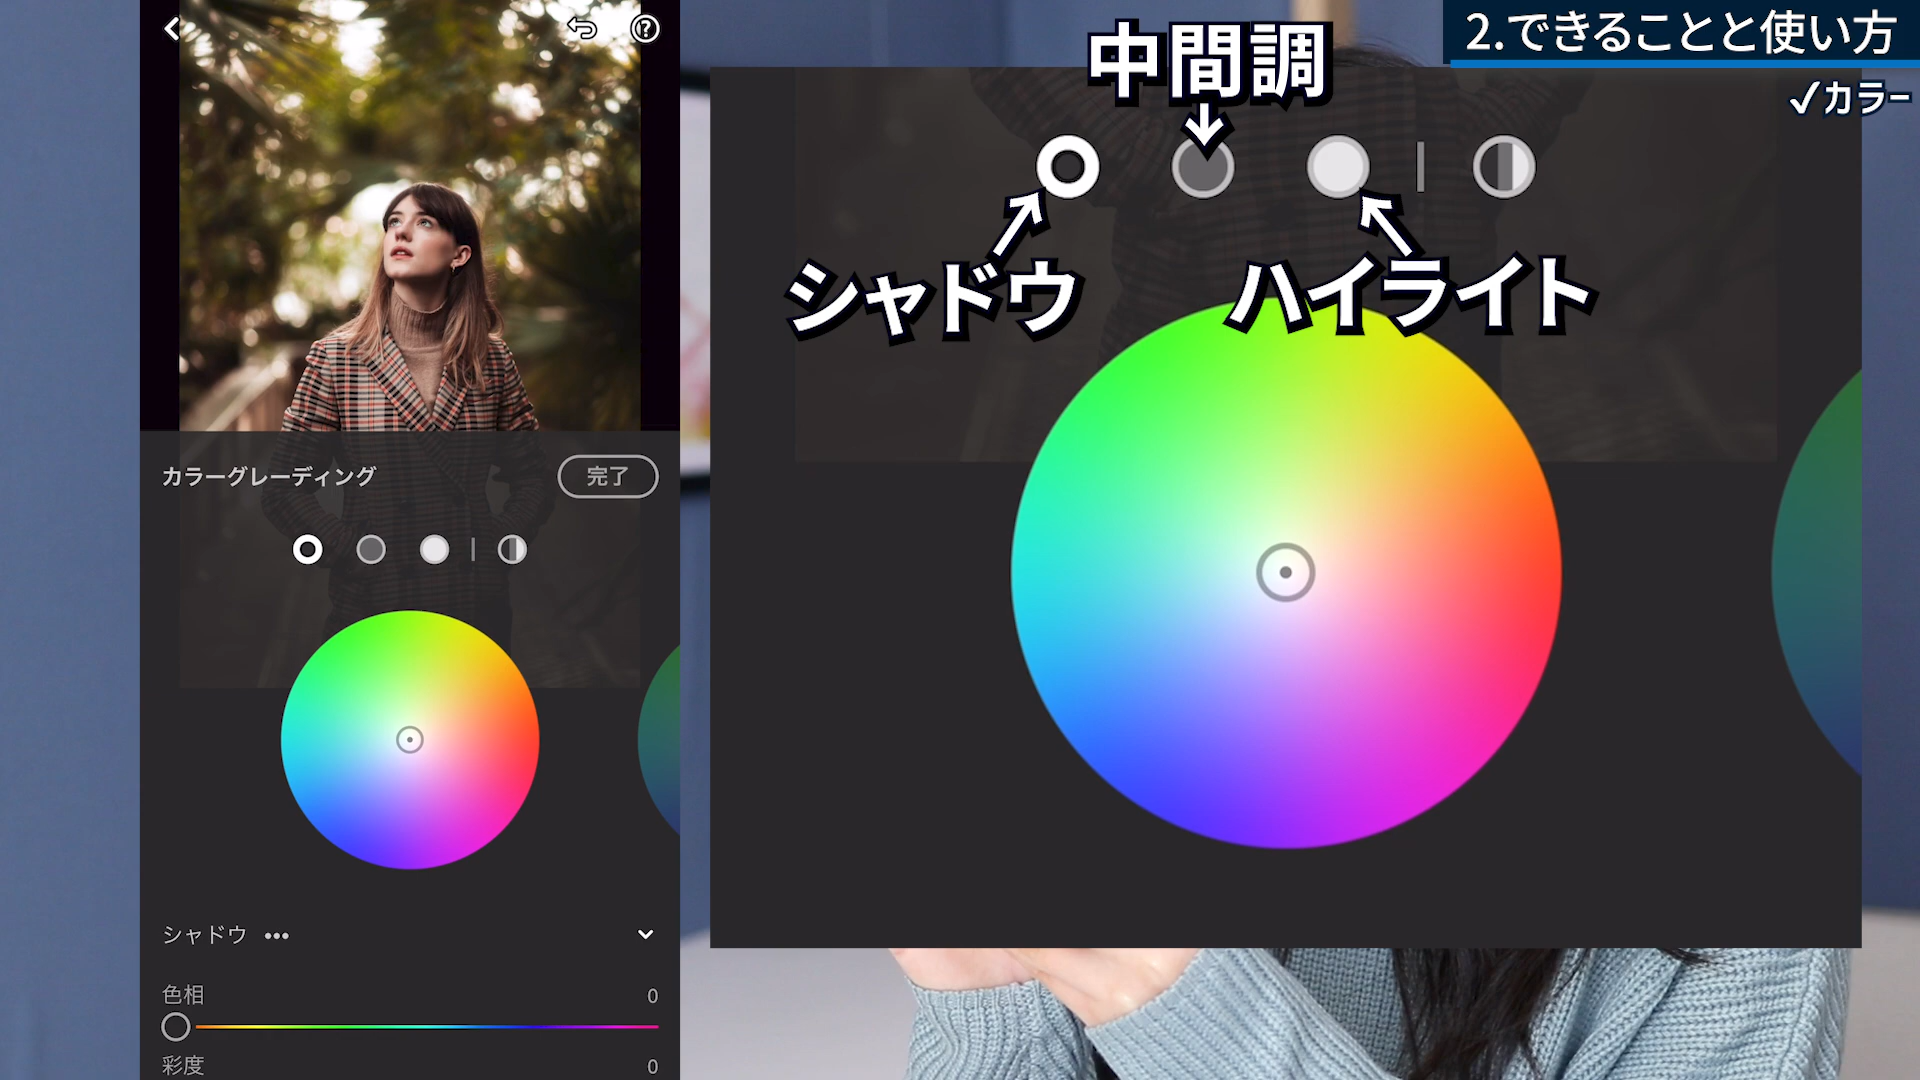 2.できることと使い方
✓カラー
中間調
シャドウ
ハイライト
カラーグレーディング
完了
シャドウ •••
色相 0
彩度 0